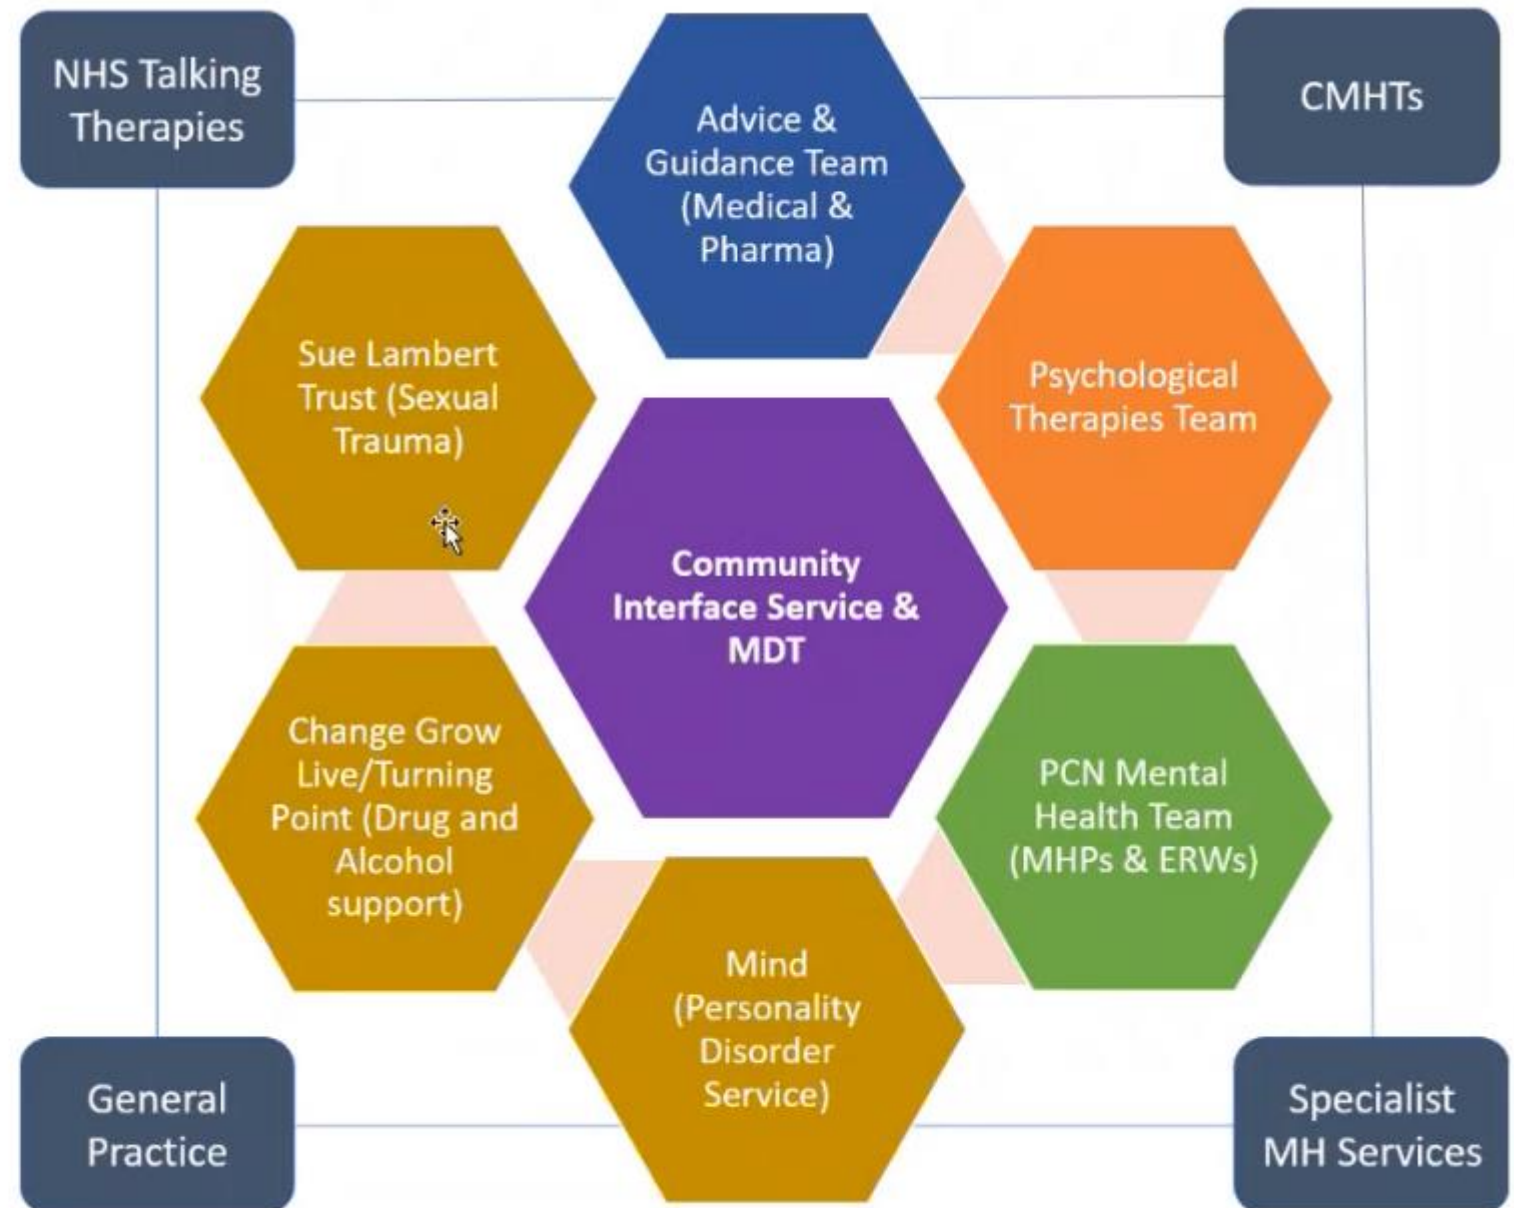 NHS Talking
Therapies
Advice &
Guidance Team
(Medical &
Pharma)
CMHTs
Sue Lambert
Trust (Sexual
Trauma)
Psychological
Therapies Team
Community
Interface Service &
MDT
Change Grow
Live/Turning
Point (Drug and
Alcohol
support)
PCN Mental
Health Team
(MHPs & ERWs)
Mind
(Personality
Disorder
Service)
General
Practice
Specialist
MH Services